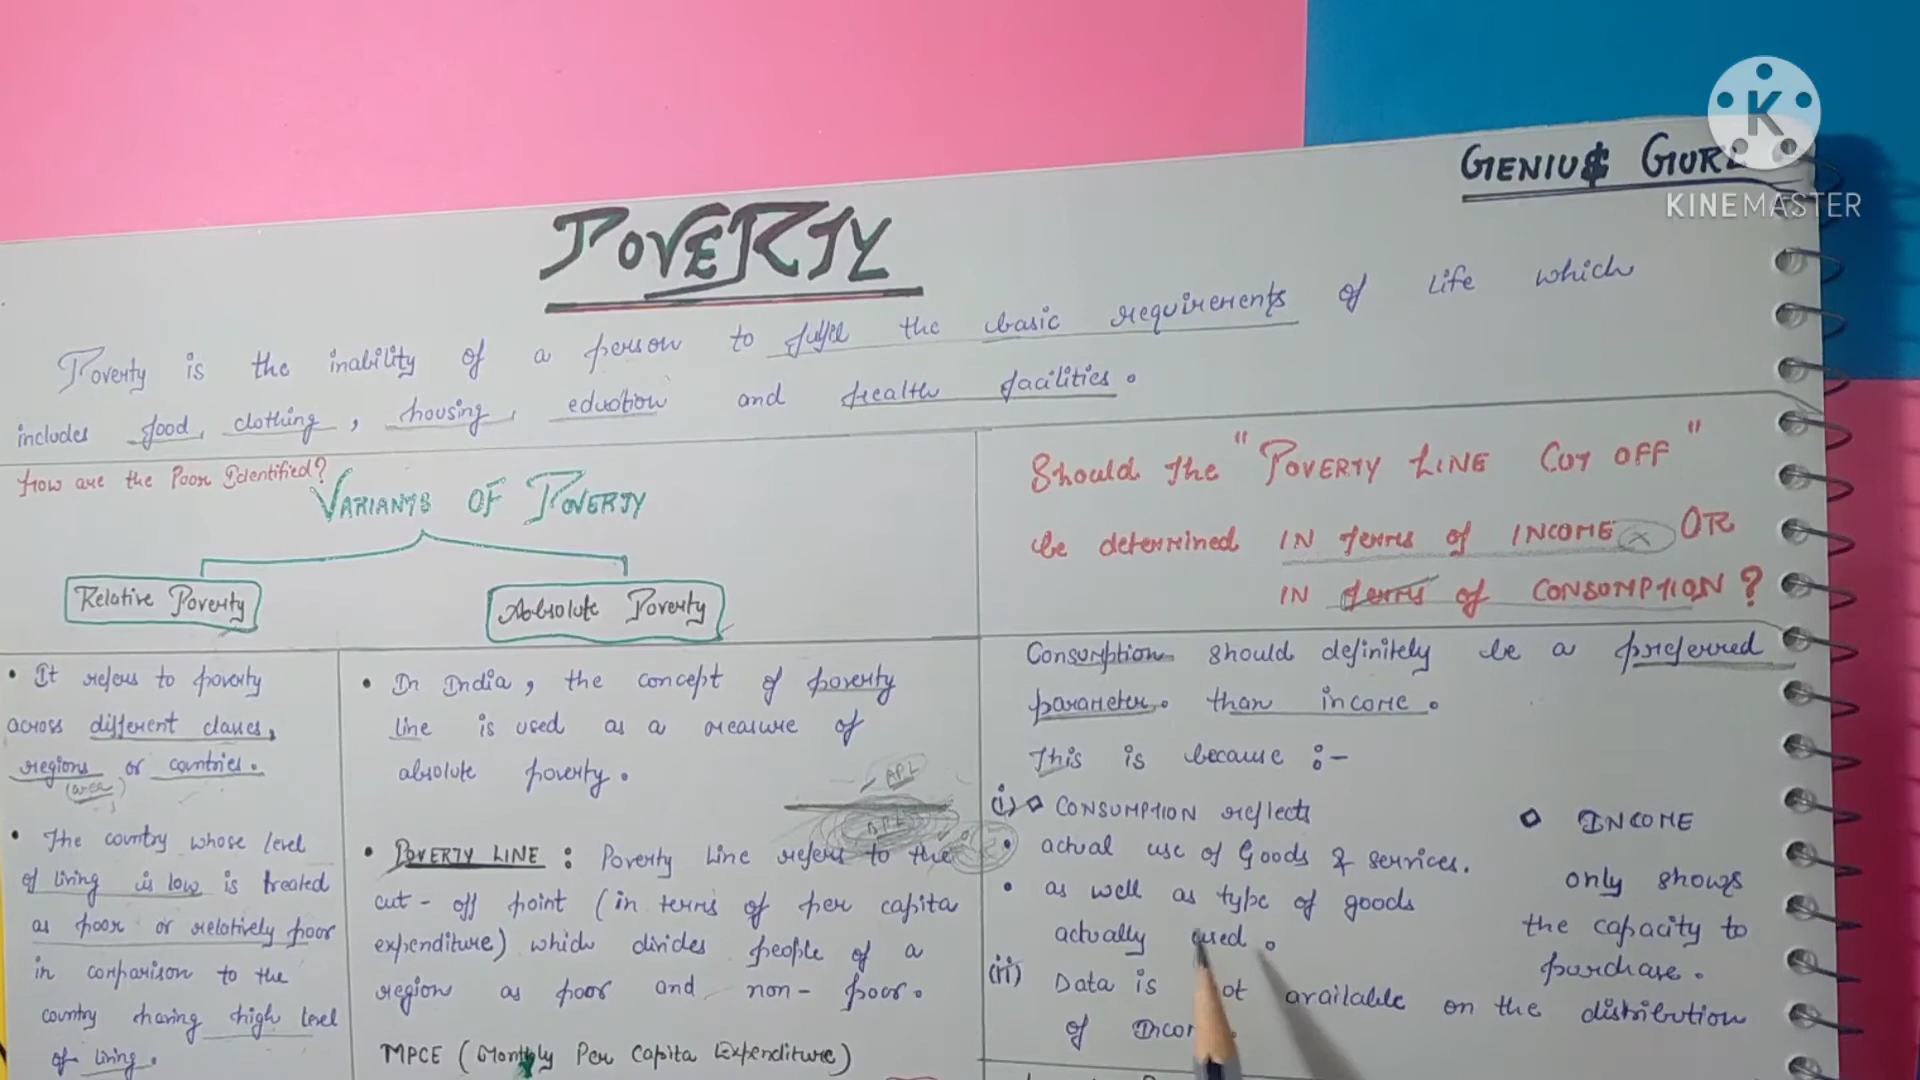 GENIU$ GURU
K
KINEMASTER
POVERTY
Poverty is the inability of a person to fulfil the basic requirements of life which
includes food, clothing, housing, eduction and health facilities.
How are the Poor Identified?
VARIANTS OF POVERTY
Relative Poverty
Absolute Poverty
• It refers to poverty
across different classes,
regions or countries.
(area)
• The country whose level
of living is low is treated
as poor or relatively poor
in comparison to the
country having high level
of living.
• In India, the concept of poverty
line is used as a measure of
absolute poverty.
APL
BPL
• POVERTY LINE : Poverty Line refers to the
cut-off point (in terms of per capita
expenditure) which divides people of a
region as poor and non-poor.
MPCE (Monthly Per Capita Expenditure)
Should the "POVERTY LINE CUT OFF"
be determined IN terms of INCOME x OR
IN terms of CONSUMPTION?
Consumption should definitely be a preferred
parameter. than income.
This is because :-
(i) CONSUMPTION reflects
• actual use of Goods & services.
• as well as type of goods
actually used.
INCOME
only shows
the capacity to
purchase.
(ii) Data is available on the distribution
of